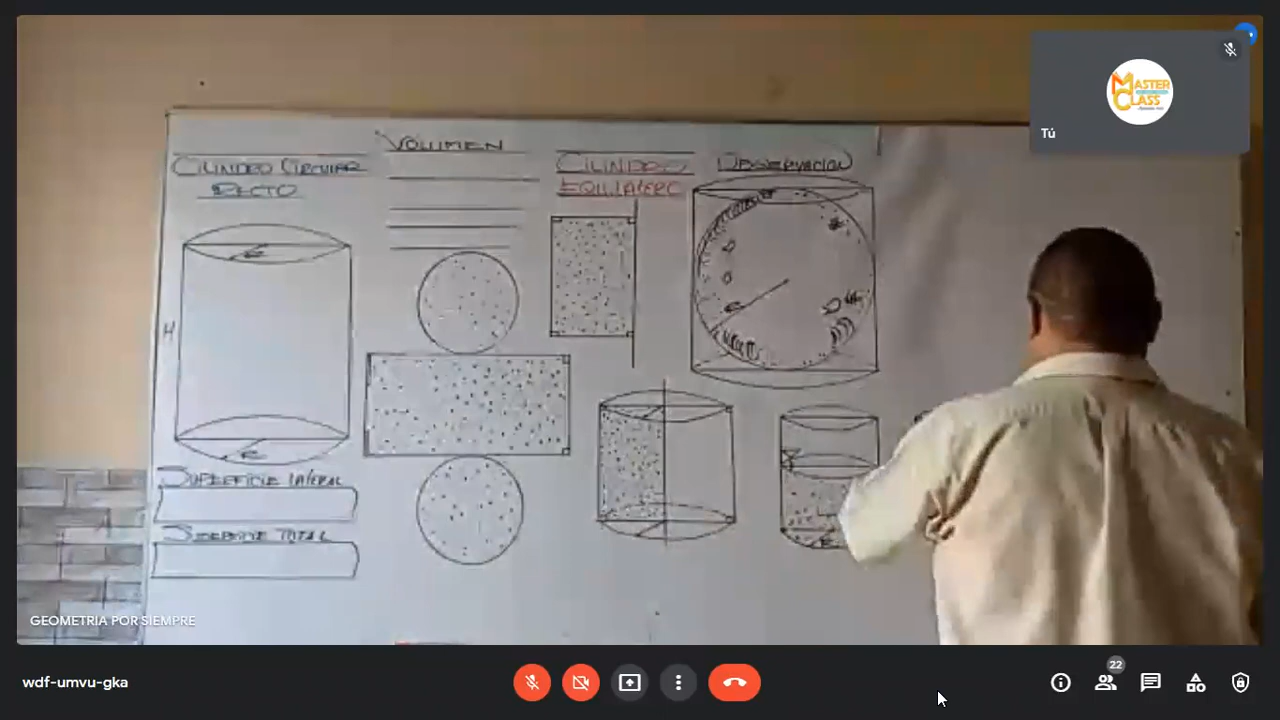 VOLUMEN
CILINDRO CIRCULAR
RECTO
CILINDRO
EQUILATERO
OBSERVACION
R
H
R
SUPERFICIE LATERAL
SUPERFICIE TOTAL
R
MASTER
CLASS
Tú
GEOMETRIA POR SIEMPRE
wdf-umvu-gka
22